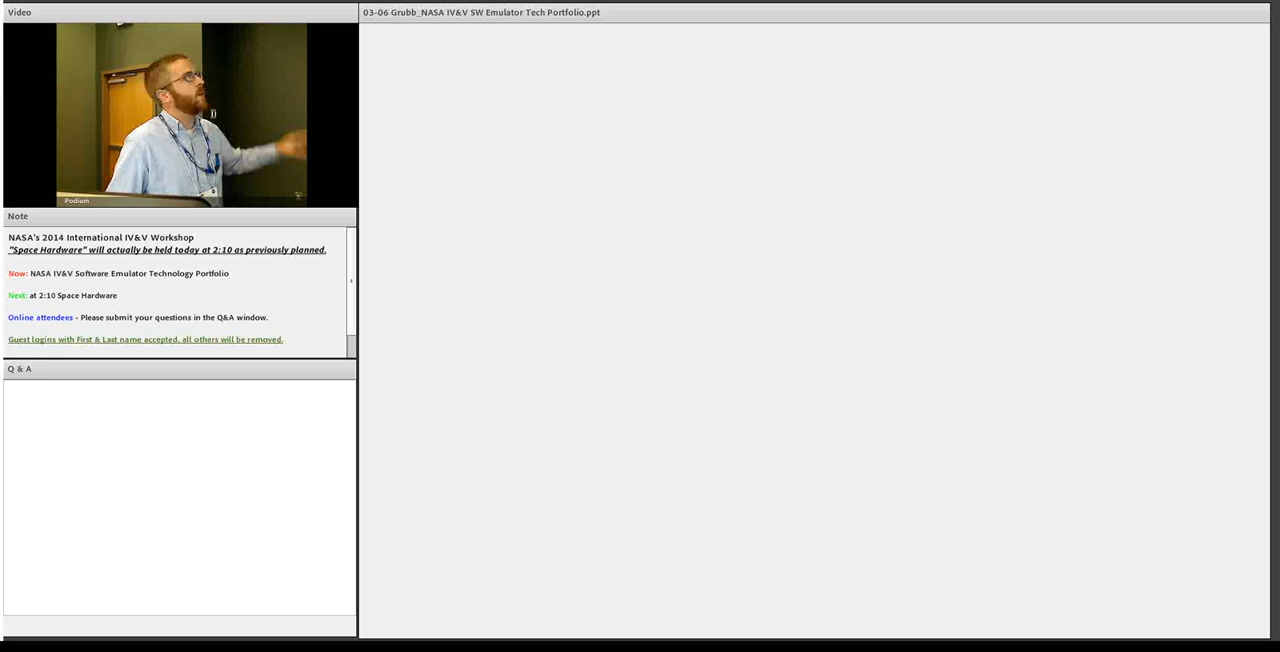 Video
03-06 Grubb_NASA IV&V SW Emulator Tech Portfolio.ppt
Podium
Note
NASA's 2014 International IV&V Workshop
"Space Hardware" will actually be held today at 2:10 as previously planned.
Now: NASA IV&V Software Emulator Technology Portfolio
Next: at 2:10 Space Hardware
Online attendees - Please submit your questions in the Q&A window.
Guest logins with First & Last name accepted, all others will be removed.
Q & A